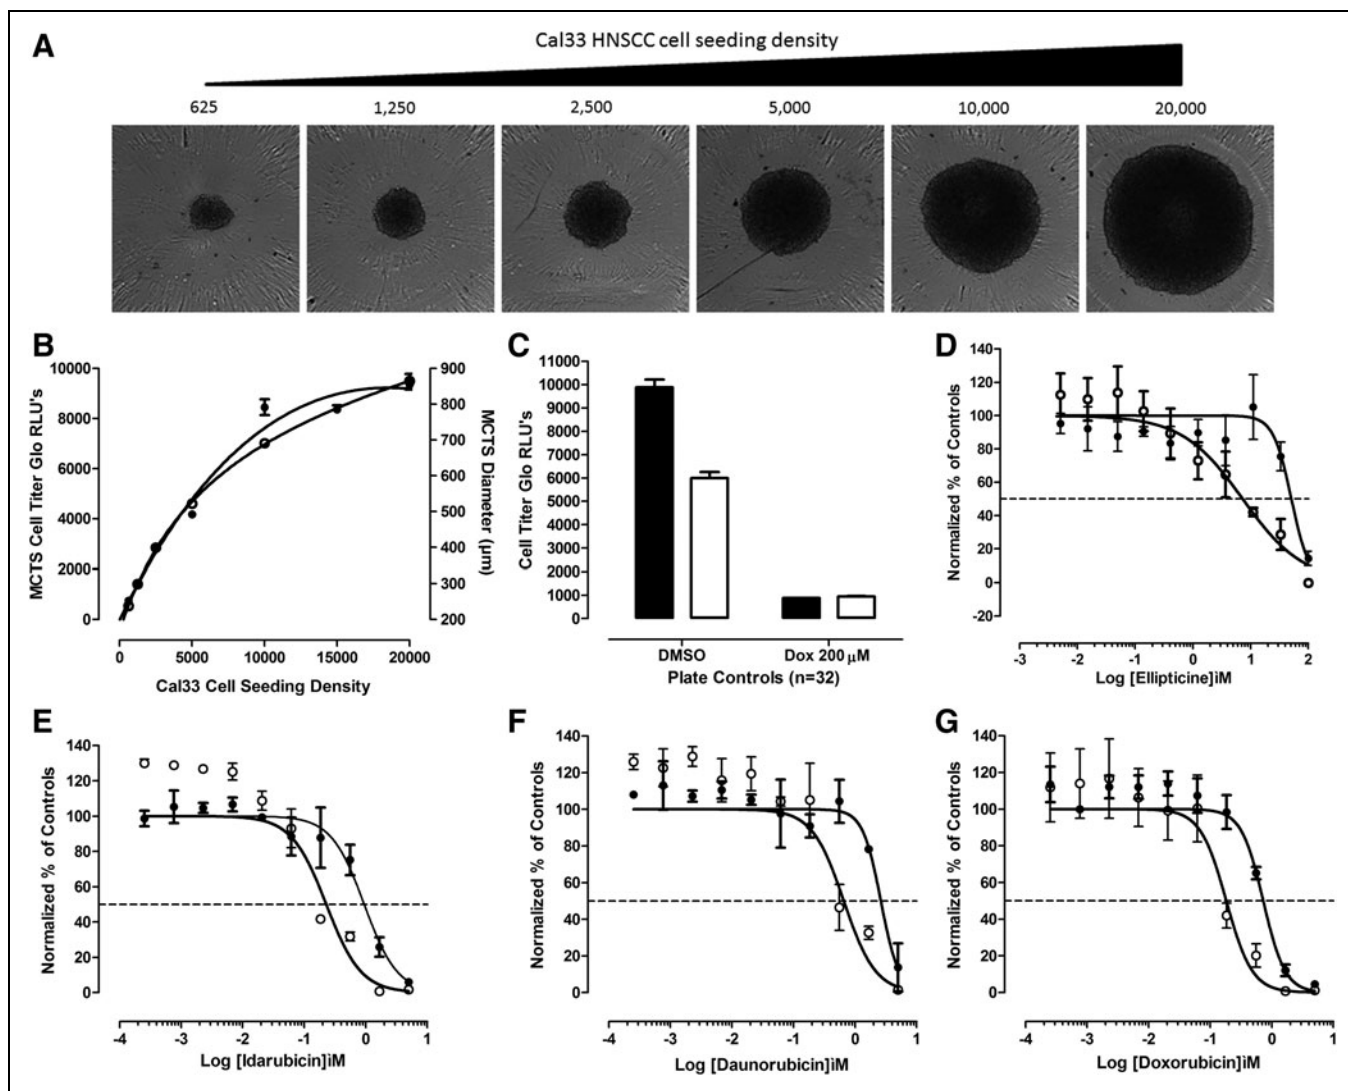 A
Cal33 HNSCC cell seeding density
625 1,250 2,500 5,000 10,000 20,000
B
10000
8000
6000
4000
2000
0
MCTS Cell Titer Glo RLU's
900
800
700
600
500
400
300
200
MCTS Diameter (µm)
0 5000 10000 15000 20000
Cal33 Cell Seeding Density
C
11000
10000
9000
8000
7000
6000
5000
4000
3000
2000
1000
0
Cell Titer Glo RLU's
DMSO Dox 200 µM
Plate Controls (n=32)
D
140
120
100
80
60
40
20
0
-20
Normalized % of Controls
-3 -2 -1 0 1 2
Log [Ellipticine]ìM
E
140
120
100
80
60
40
20
0
Normalized % of Controls
-4 -3 -2 -1 0 1
Log [Idarubicin]ìM
F
140
120
100
80
60
40
20
0
Normalized % of Controls
-4 -3 -2 -1 0 1
Log [Daunorubicin]ìM
G
140
120
100
80
60
40
20
0
Normalized % of Controls
-4 -3 -2 -1 0 1
Log [Doxorubicin]ìM